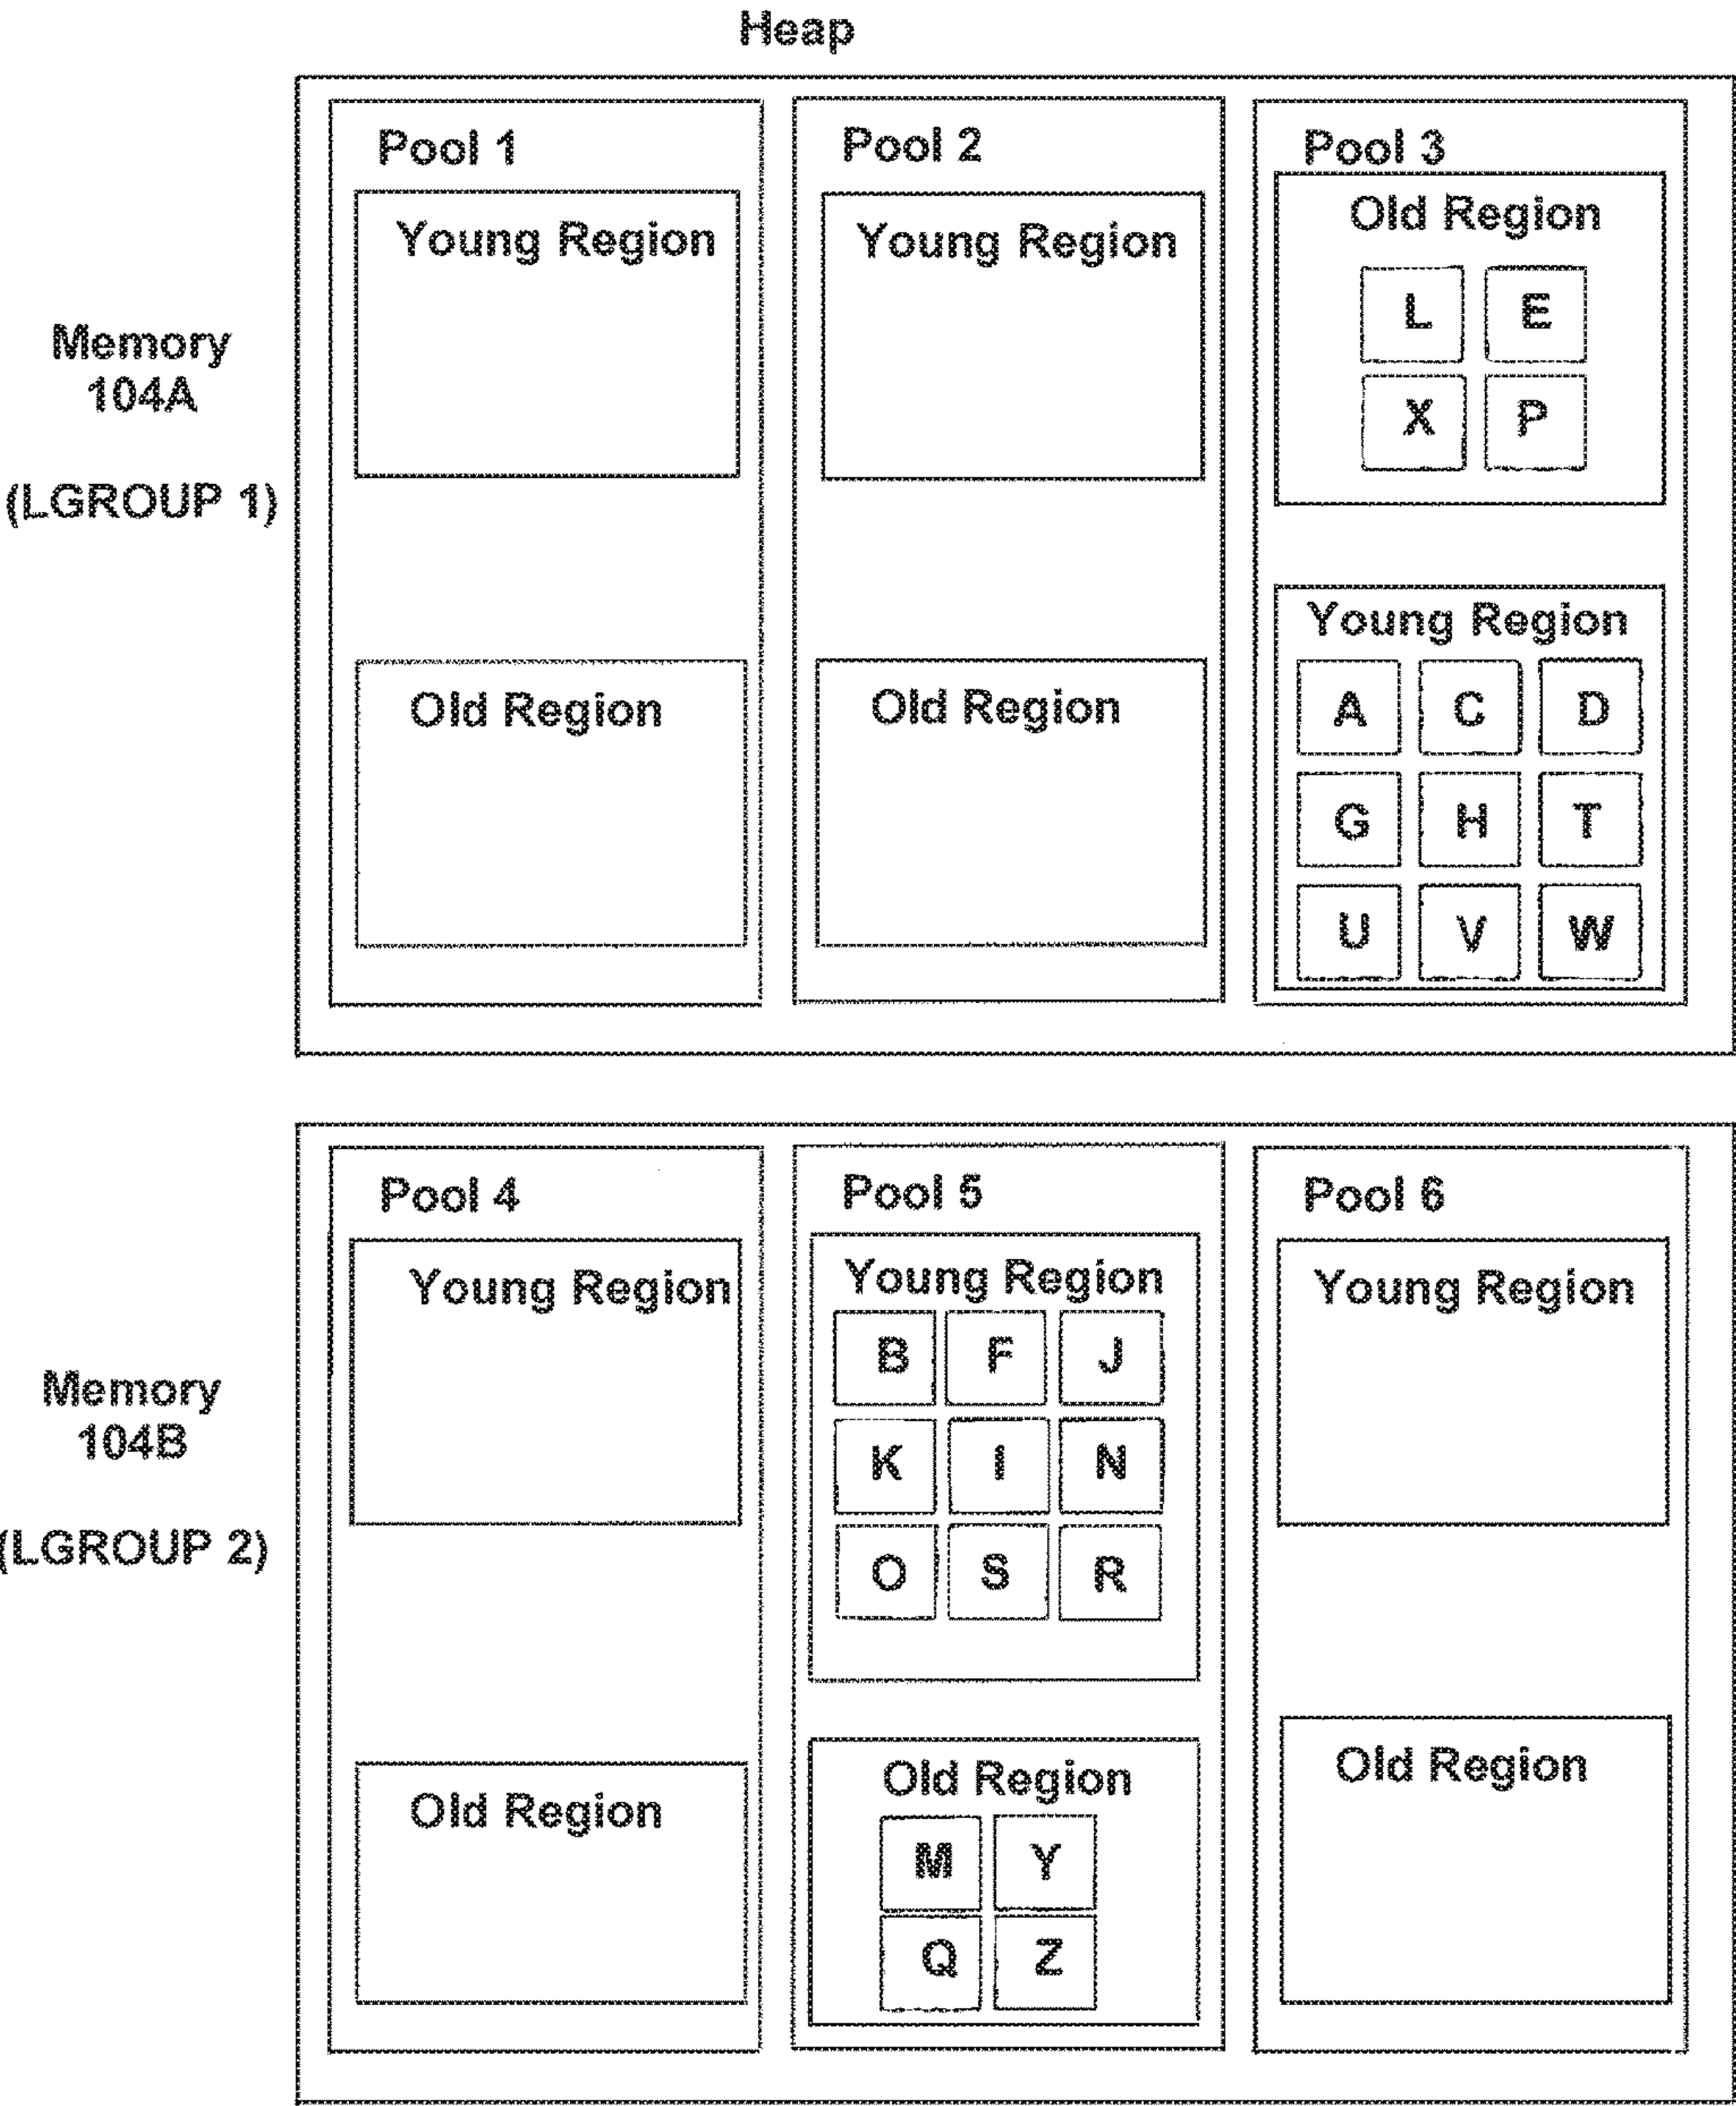 Heap
Memory
104A
(LGROUP 1)
Pool 1
Young Region
Old Region
Pool 2
Young Region
Old Region
Pool 3
Old Region
L E
X P
Young Region
A C D
G H T
U V W
Memory
104B
(LGROUP 2)
Pool 4
Young Region
Old Region
Pool 5
Young Region
B F J
K I N
O S R
Old Region
M Y
Q Z
Pool 6
Young Region
Old Region